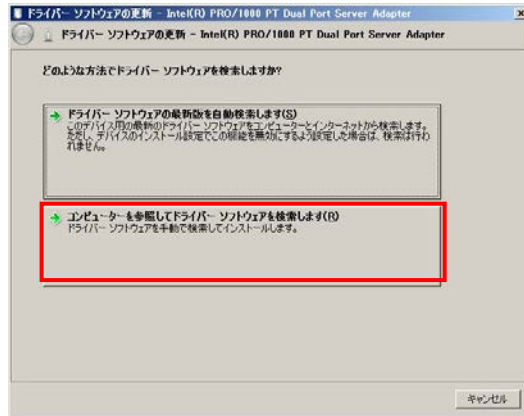 ドライバー ソフトウェアの更新 - Intel(R) PRO/1000 PT Dual Port Server Adapter
ドライバー ソフトウェアの更新 - Intel(R) PRO/1000 PT Dual Port Server Adapter
どのような方法でドライバー ソフトウェアを検索しますか?
ドライバー ソフトウェアの最新版を自動検索します(S)
このデバイス用の最新のドライバー ソフトウェアをコンピューターとインターネットから検索します。
ただし、デバイスのインストール設定でこの機能を無効にするよう設定した場合は、検索は行わ
れません。
コンピューターを参照してドライバー ソフトウェアを検索します(R)
ドライバー ソフトウェアを手動で検索してインストールします。
キャンセル